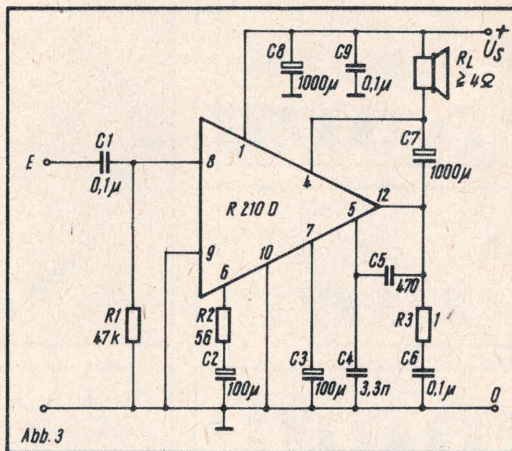 +
U_S
C8
1000µ
C9
0,1µ
R_L
≧ 4Ω
C1
E
0,1µ
8
1
4
C7
1000µ
R 210 D
12
5
9
10
7
6
C5
470
R1
47k
R2
56
C2
100µ
C3
100µ
C4
3,3n
R3
1
C6
0,1µ
0
Abb. 3